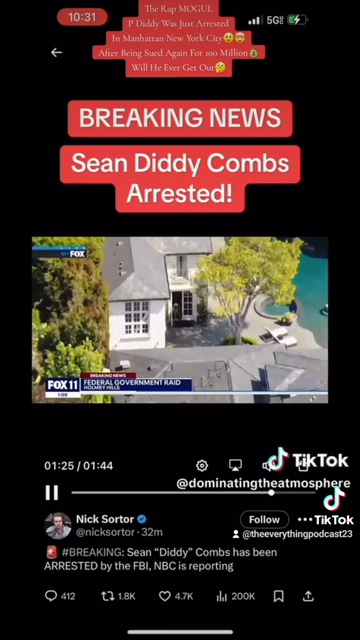 The Rap MOGUL
10:31
P Diddy Was Just Arrested
5G
In Manhattan New York City😧🤯
After Being Sued Again For 100 Million💰
Will He Ever Get Out🤔
BREAKING NEWS
Sean Diddy Combs
Arrested!
FOX
BREAKING NEWS
FOX 11
FEDERAL GOVERNMENT RAID
HOLMBY HILLS
01:25 / 01:44
TikTok
@dominatingtheatmosphere
TikTok
@theeverythingpodcast23
Nick Sortor
@nicksortor · 32m
Follow
🚨 #BREAKING: Sean “Diddy” Combs has been
ARRESTED by the FBI, NBC is reporting
412
1.8K
4.7K
200K